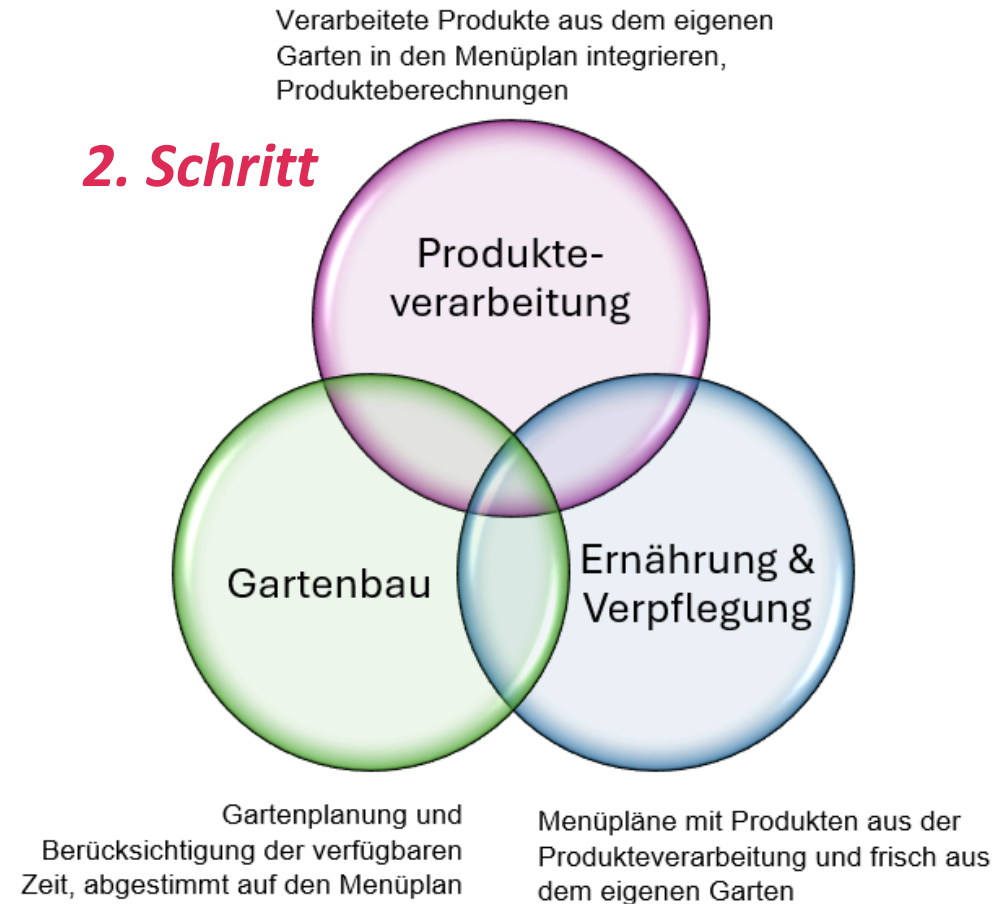 Verarbeitete Produkte aus dem eigenen
Garten in den Menüplan integrieren,
Produkteberechnungen
2. Schritt
Produkte-
verarbeitung
Gartenbau
Ernährung &
Verpflegung
Gartenplanung und
Berücksichtigung der verfügbaren
Zeit, abgestimmt auf den Menüplan
Menüpläne mit Produkten aus der
Produkteverarbeitung und frisch aus
dem eigenen Garten